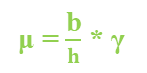 μ = b/h * γ